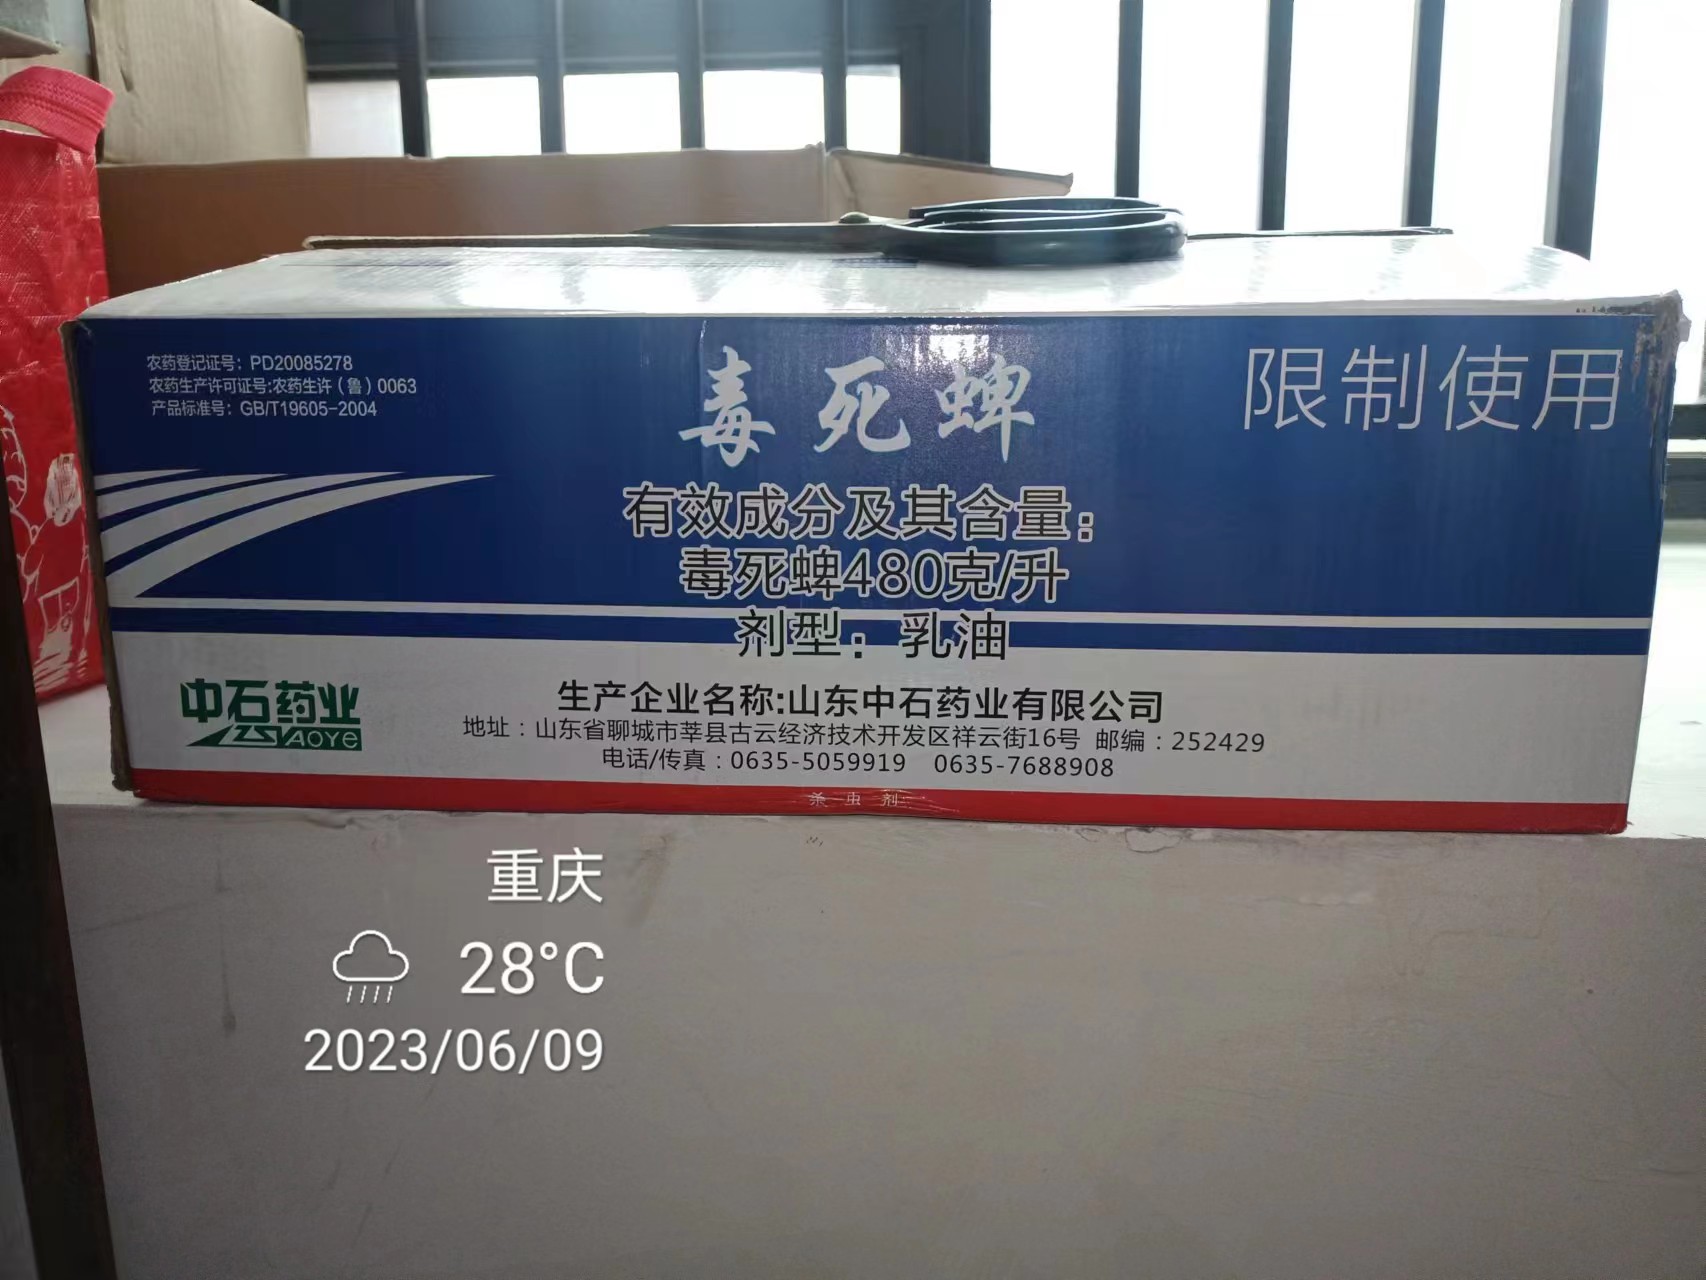 农药登记证号：PD20085278
农药生产许可证号:农药生许（鲁）0063
产品标准号：GB/T19605-2004
毒死蜱
限制使用
有效成分及其含量：
毒死蜱480克/升
剂型：乳油
中石药业
YAOYE
生产企业名称:山东中石药业有限公司
地址：山东省聊城市莘县古云经济技术开发区祥云街16号 邮编：252429
电话/传真：0635-5059919 0635-7688908
杀虫剂
重庆
28°C
2023/06/09